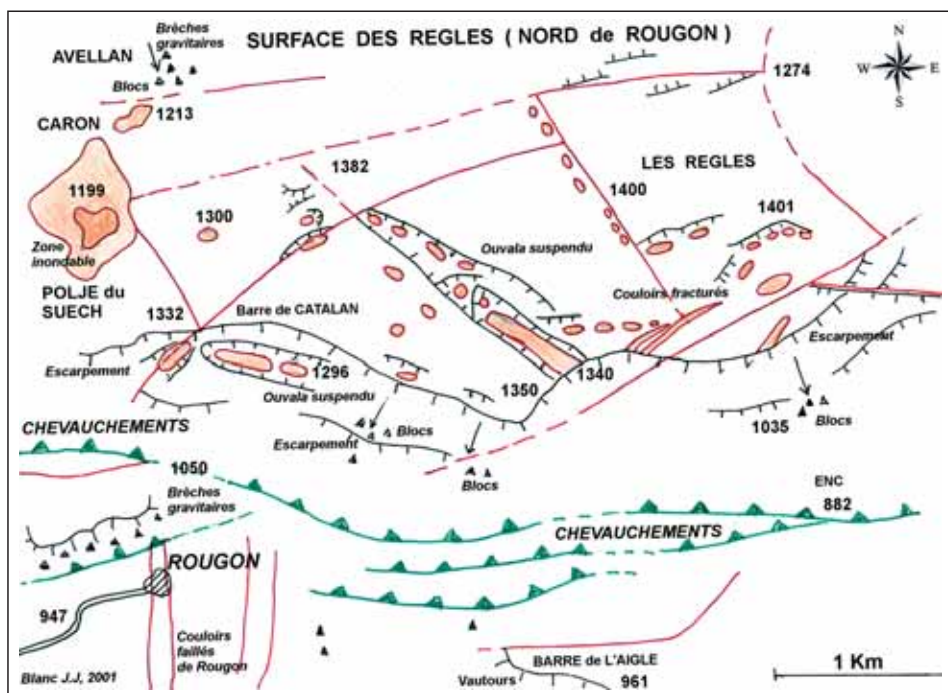 SURFACE DES REGLES ( NORD de ROUGON )
Brèches
gravitaires
AVELLAN
Blocs
N
W E
S
1274
CARON
1213
1382
LES REGLES
1199
1300
1400
1401
Zone
inondable
Ouvala suspendu
POLJE du
SUECH
Couloirs fracturés
1332
Barre de CATALAN
Escarpement
1296
1350
1340
Escarpement
Ouvala suspendu
CHEVAUCHEMENTS
Escarpement
Blocs
1035
Blocs
1050
Blocs
Brèches
gravitaires
ENC
882
CHEVAUCHEMENTS
ROUGON
947
Couloirs
faillés
de Rougon
BARRE de L'AIGLE
1 Km
Blanc J.J, 2001
Vautours
961